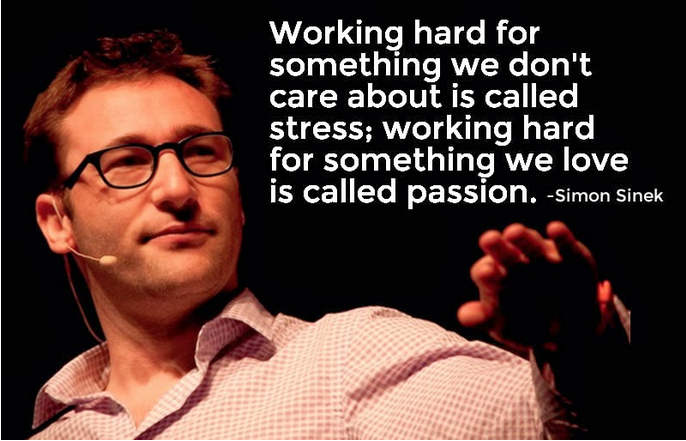 Working hard for
something we don't
care about is called
stress; working hard
for something we love
is called passion. -Simon Sinek